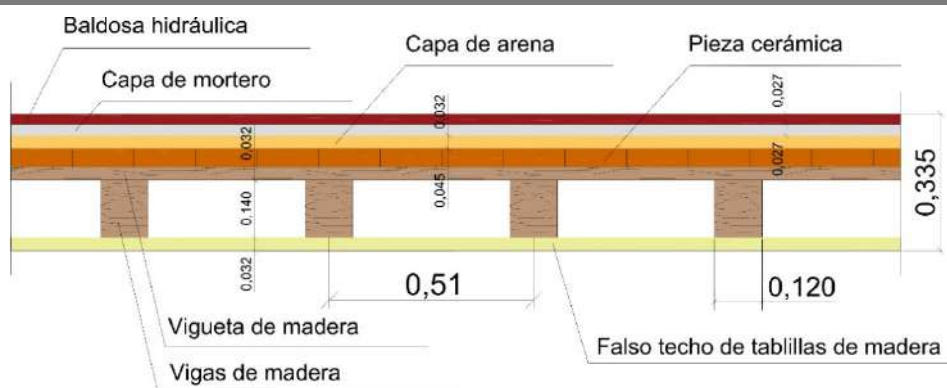 Baldosa hidráulica
Capa de arena
Pieza cerámica
Capa de mortero
0,027
0,032
0,032
0,027
0,045
0,140
0,335
0,032
0,51
0,120
Vigueta de madera
Falso techo de tablillas de madera
Vigas de madera